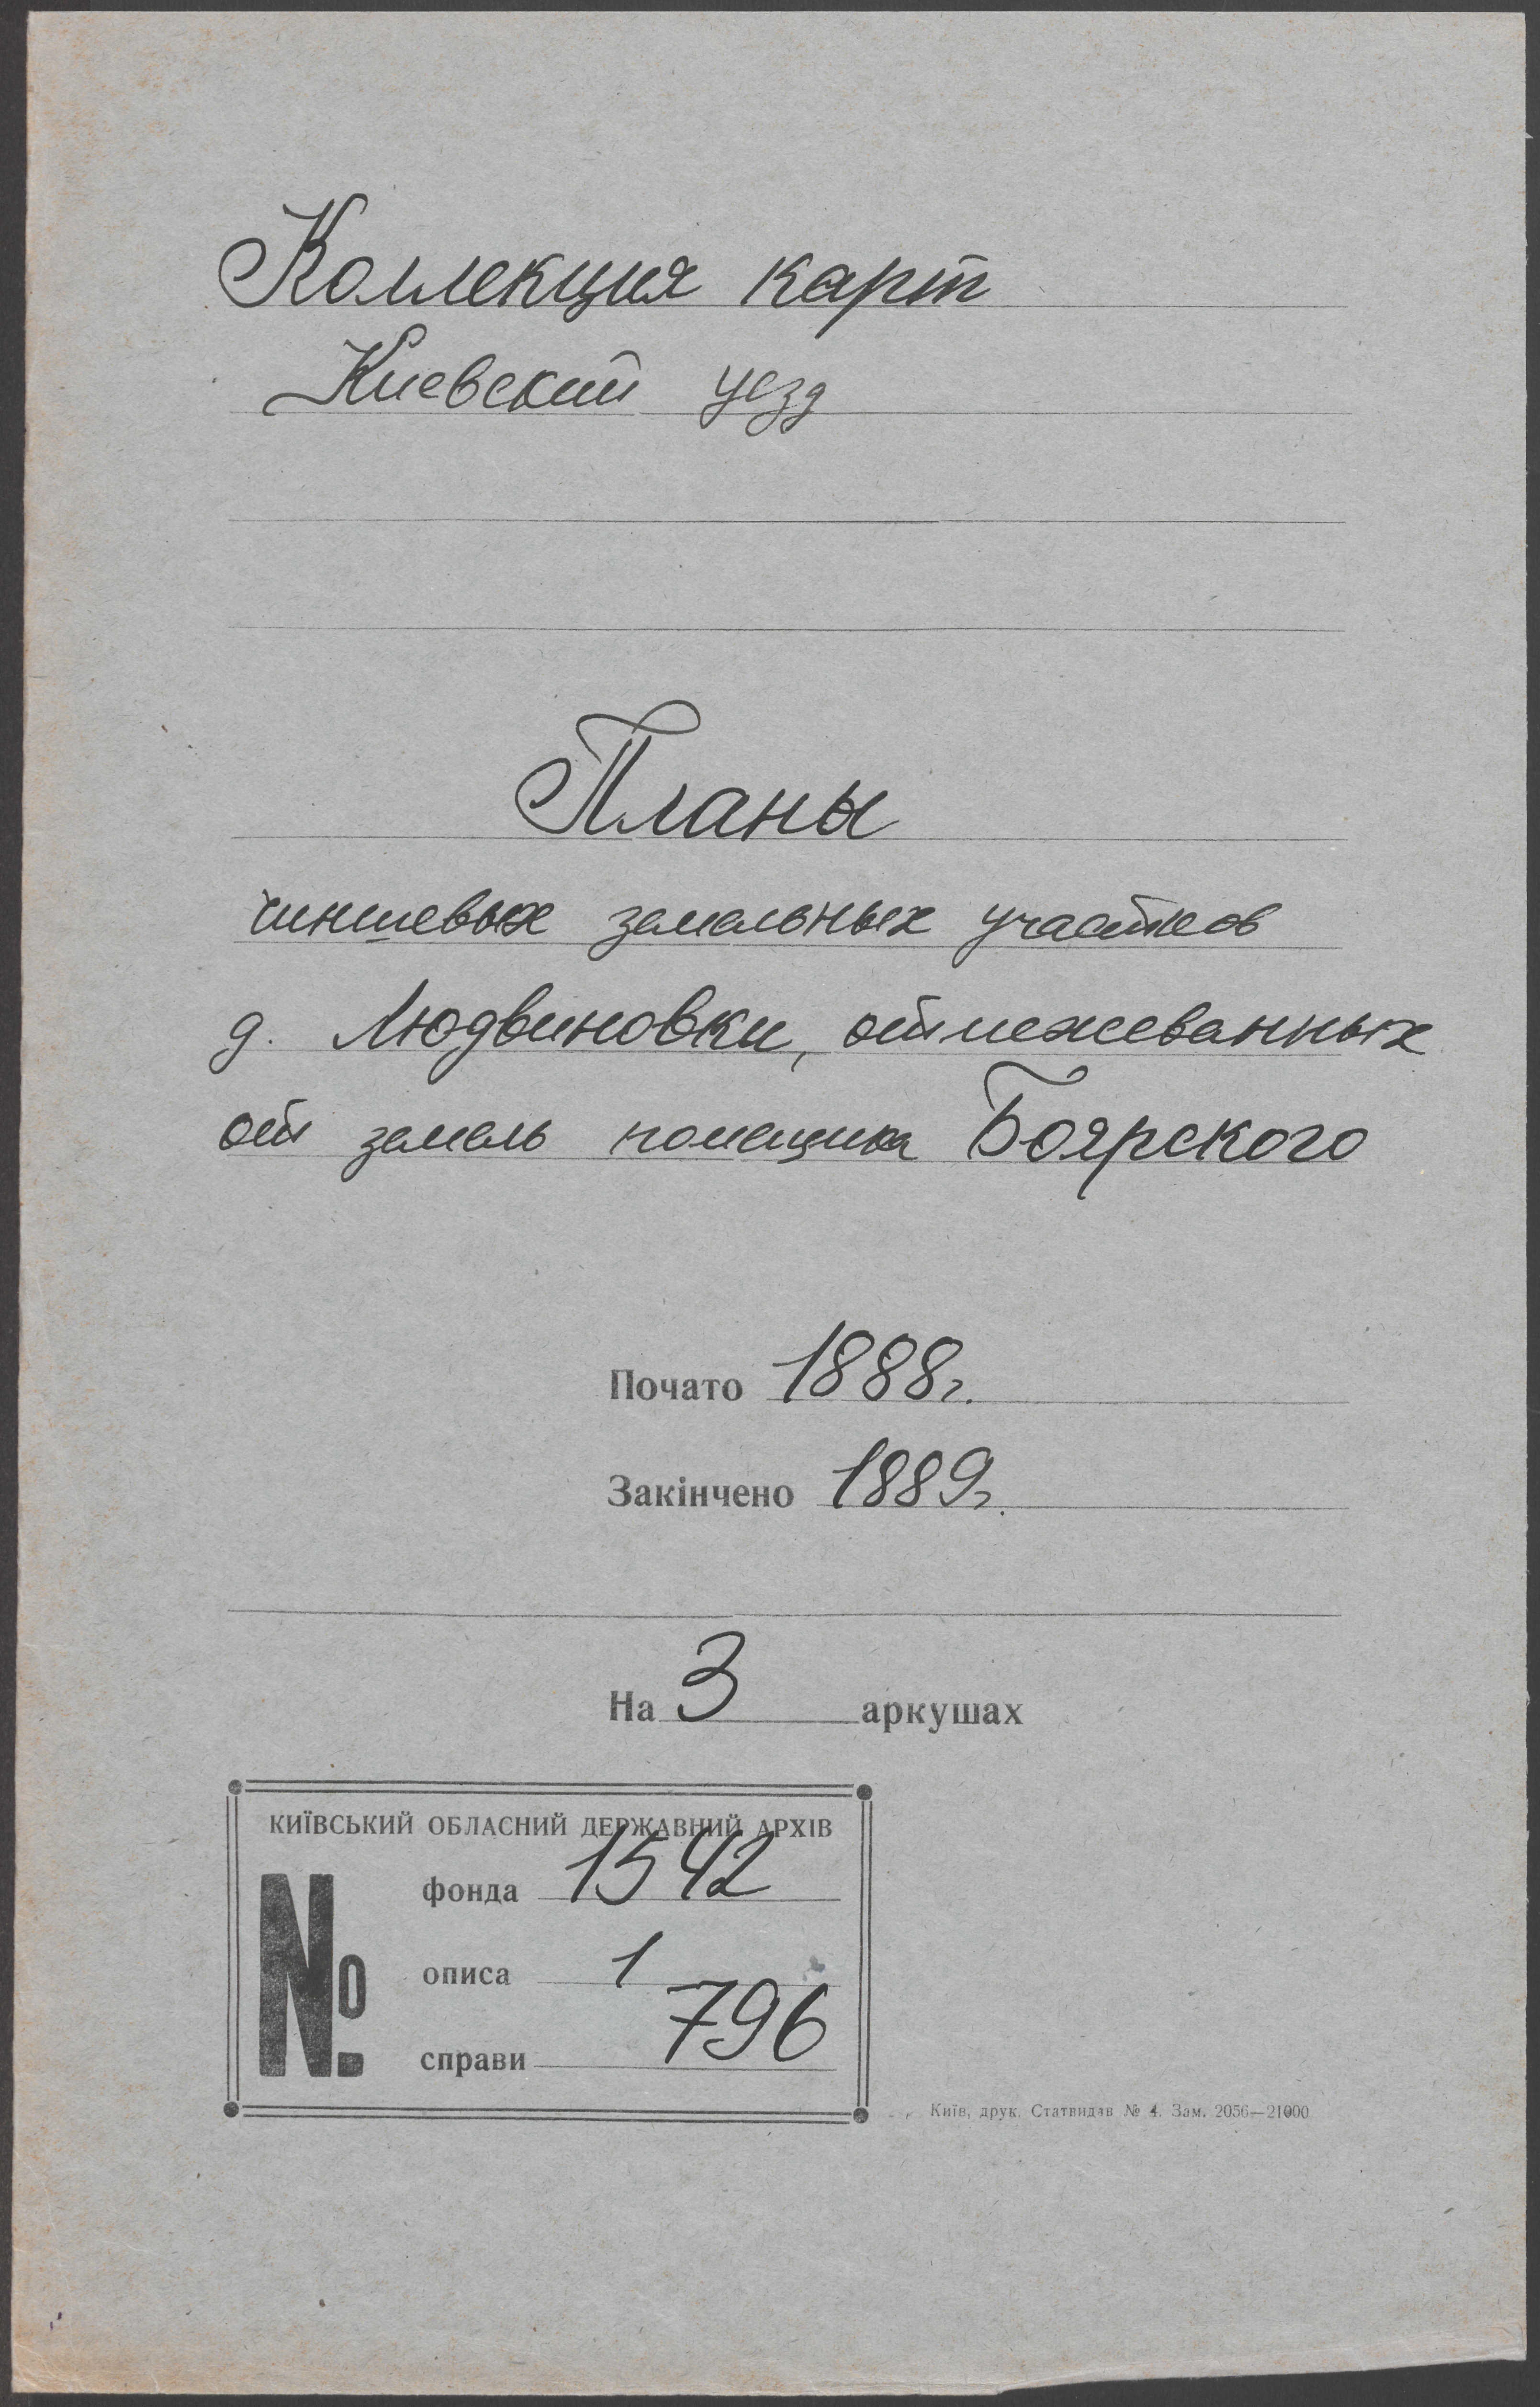 Коллекция карт
Киевский уезд
Планы
чиншевых земельных участков
д. Людвиновки, отмежеванных
от земель помещика Боярского
Почато 1888г.
Закінчено 1889г.
На 3 аркушах
КИЇВСЬКИЙ ОБЛАСНИЙ ДЕРЖАВНИЙ АРХІВ
№
фонда 1542
описа 1
справи 796
Київ, друк. Статвидав № 4. Зам. 2056—21000